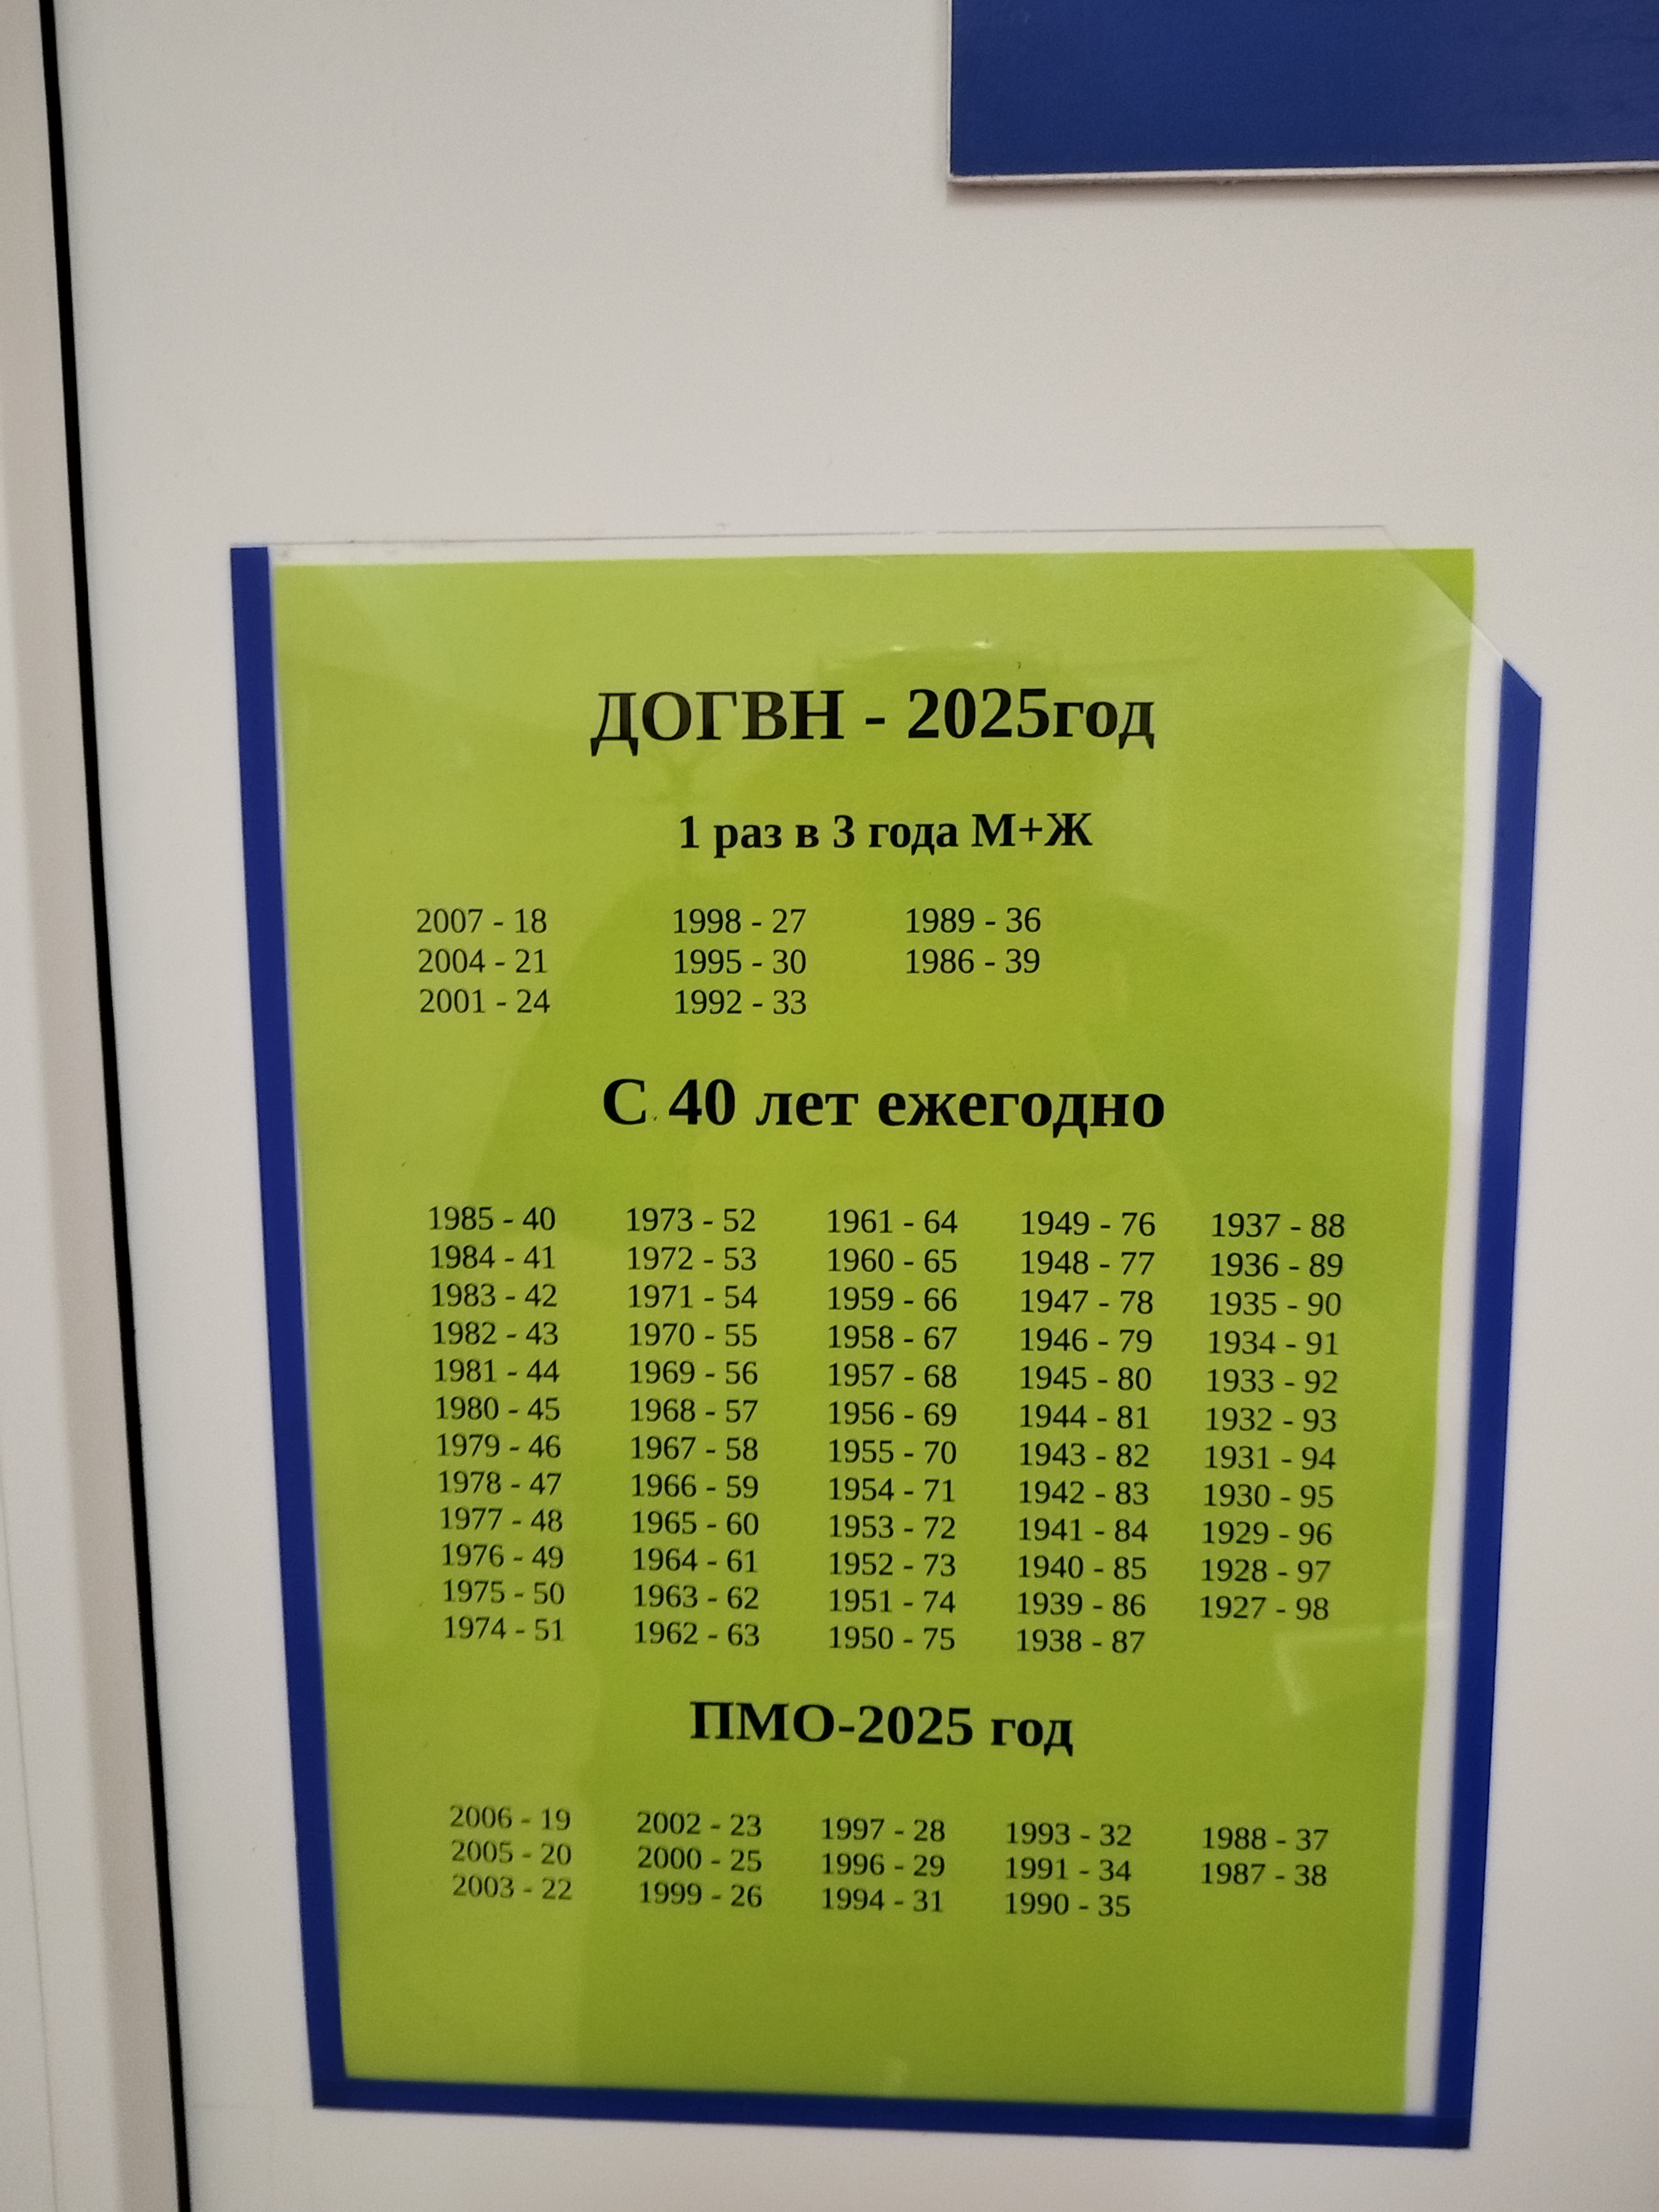 ДОГВН - 2025год
1 раз в 3 года М+Ж
2007 - 18 1998 - 27 1989 - 36
2004 - 21 1995 - 30 1986 - 39
2001 - 24 1992 - 33
С 40 лет ежегодно
1985 - 40 1973 - 52 1961 - 64 1949 - 76 1937 - 88
1984 - 41 1972 - 53 1960 - 65 1948 - 77 1936 - 89
1983 - 42 1971 - 54 1959 - 66 1947 - 78 1935 - 90
1982 - 43 1970 - 55 1958 - 67 1946 - 79 1934 - 91
1981 - 44 1969 - 56 1957 - 68 1945 - 80 1933 - 92
1980 - 45 1968 - 57 1956 - 69 1944 - 81 1932 - 93
1979 - 46 1967 - 58 1955 - 70 1943 - 82 1931 - 94
1978 - 47 1966 - 59 1954 - 71 1942 - 83 1930 - 95
1977 - 48 1965 - 60 1953 - 72 1941 - 84 1929 - 96
1976 - 49 1964 - 61 1952 - 73 1940 - 85 1928 - 97
1975 - 50 1963 - 62 1951 - 74 1939 - 86 1927 - 98
1974 - 51 1962 - 63 1950 - 75 1938 - 87
ПМО-2025 год
2006 - 19 2002 - 23 1997 - 28 1993 - 32 1988 - 37
2005 - 20 2000 - 25 1996 - 29 1991 - 34 1987 - 38
2003 - 22 1999 - 26 1994 - 31 1990 - 35